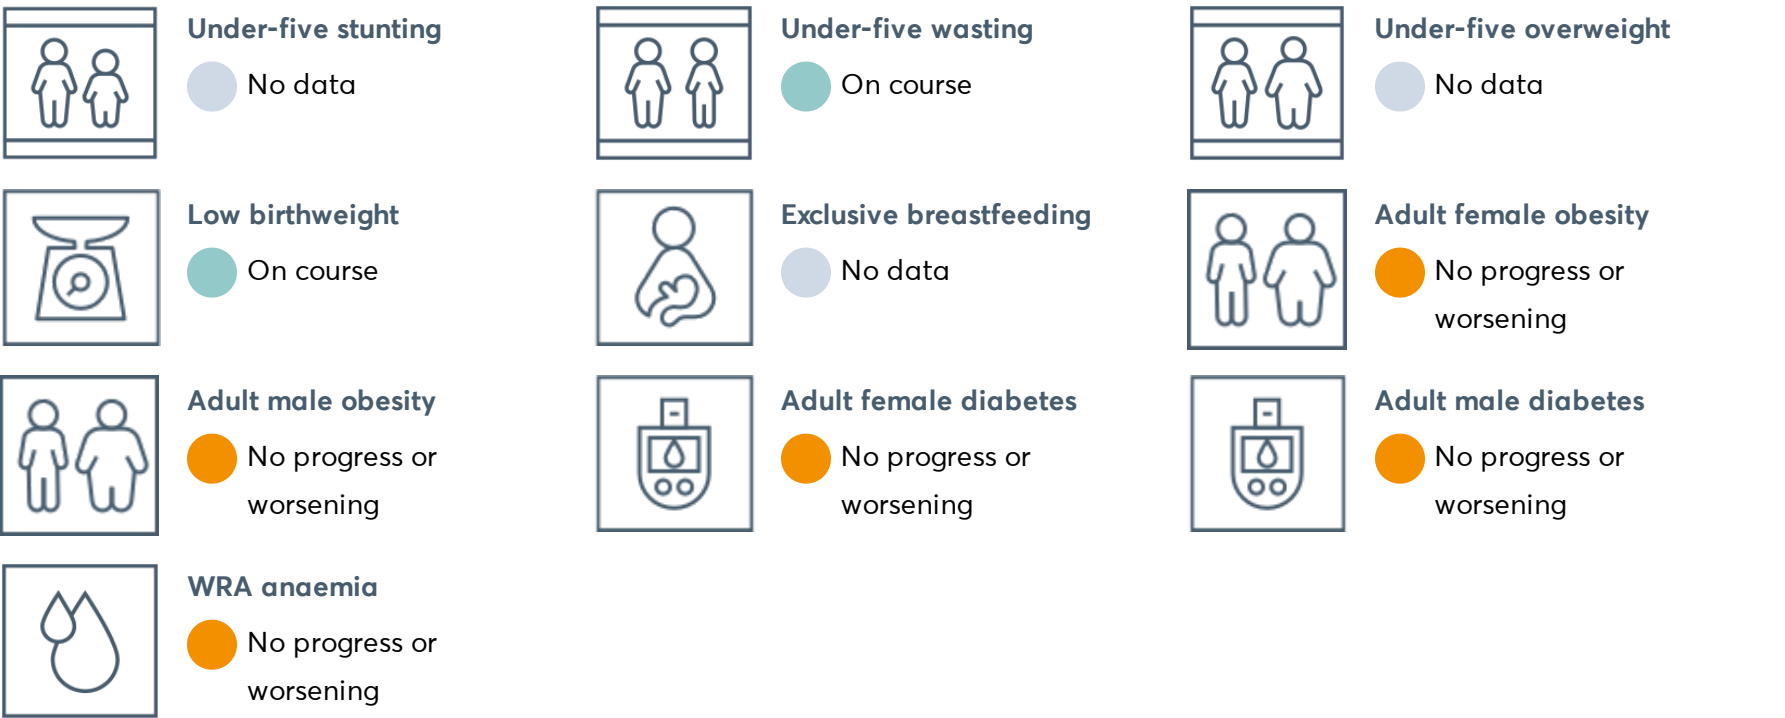 Under-five stunting
No data
Under-five wasting
On course
Under-five overweight
No data
Low birthweight
On course
Exclusive breastfeeding
No data
Adult female obesity
No progress or
worsening
Adult male obesity
No progress or
worsening
Adult female diabetes
No progress or
worsening
Adult male diabetes
No progress or
worsening
WRA anaemia
No progress or
worsening